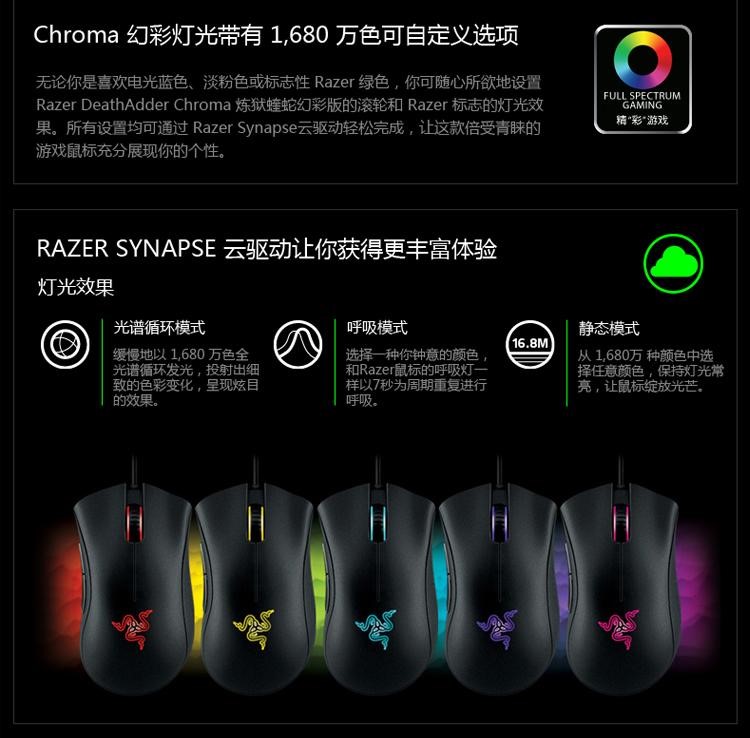 Chroma 幻彩灯光带有 1,680 万色可自定义选项
无论你是喜欢电光蓝色、淡粉色或标志性 Razer 绿色，你可随心所欲地设置
Razer DeathAdder Chroma 炼狱蝰蛇幻彩版的滚轮和 Razer 标志的灯光效
果。所有设置均可通过 Razer Synapse云驱动轻松完成，让这款倍受青睐的
游戏鼠标充分展现你的个性。
FULL SPECTRUM
GAMING
精"彩"游戏
RAZER SYNAPSE 云驱动让你获得更丰富体验
灯光效果
光谱循环模式
缓慢地以 1,680 万色全
光谱循环发光，投射出细
致的色彩变化，呈现炫目
的效果。
呼吸模式
选择一种你钟意的颜色，
和Razer鼠标的呼吸灯一
样以7秒为周期重复进行
呼吸。
16.8M
静态模式
从 1,680万 种颜色中选
择任意颜色，保持灯光常
亮，让鼠标绽放光芒。